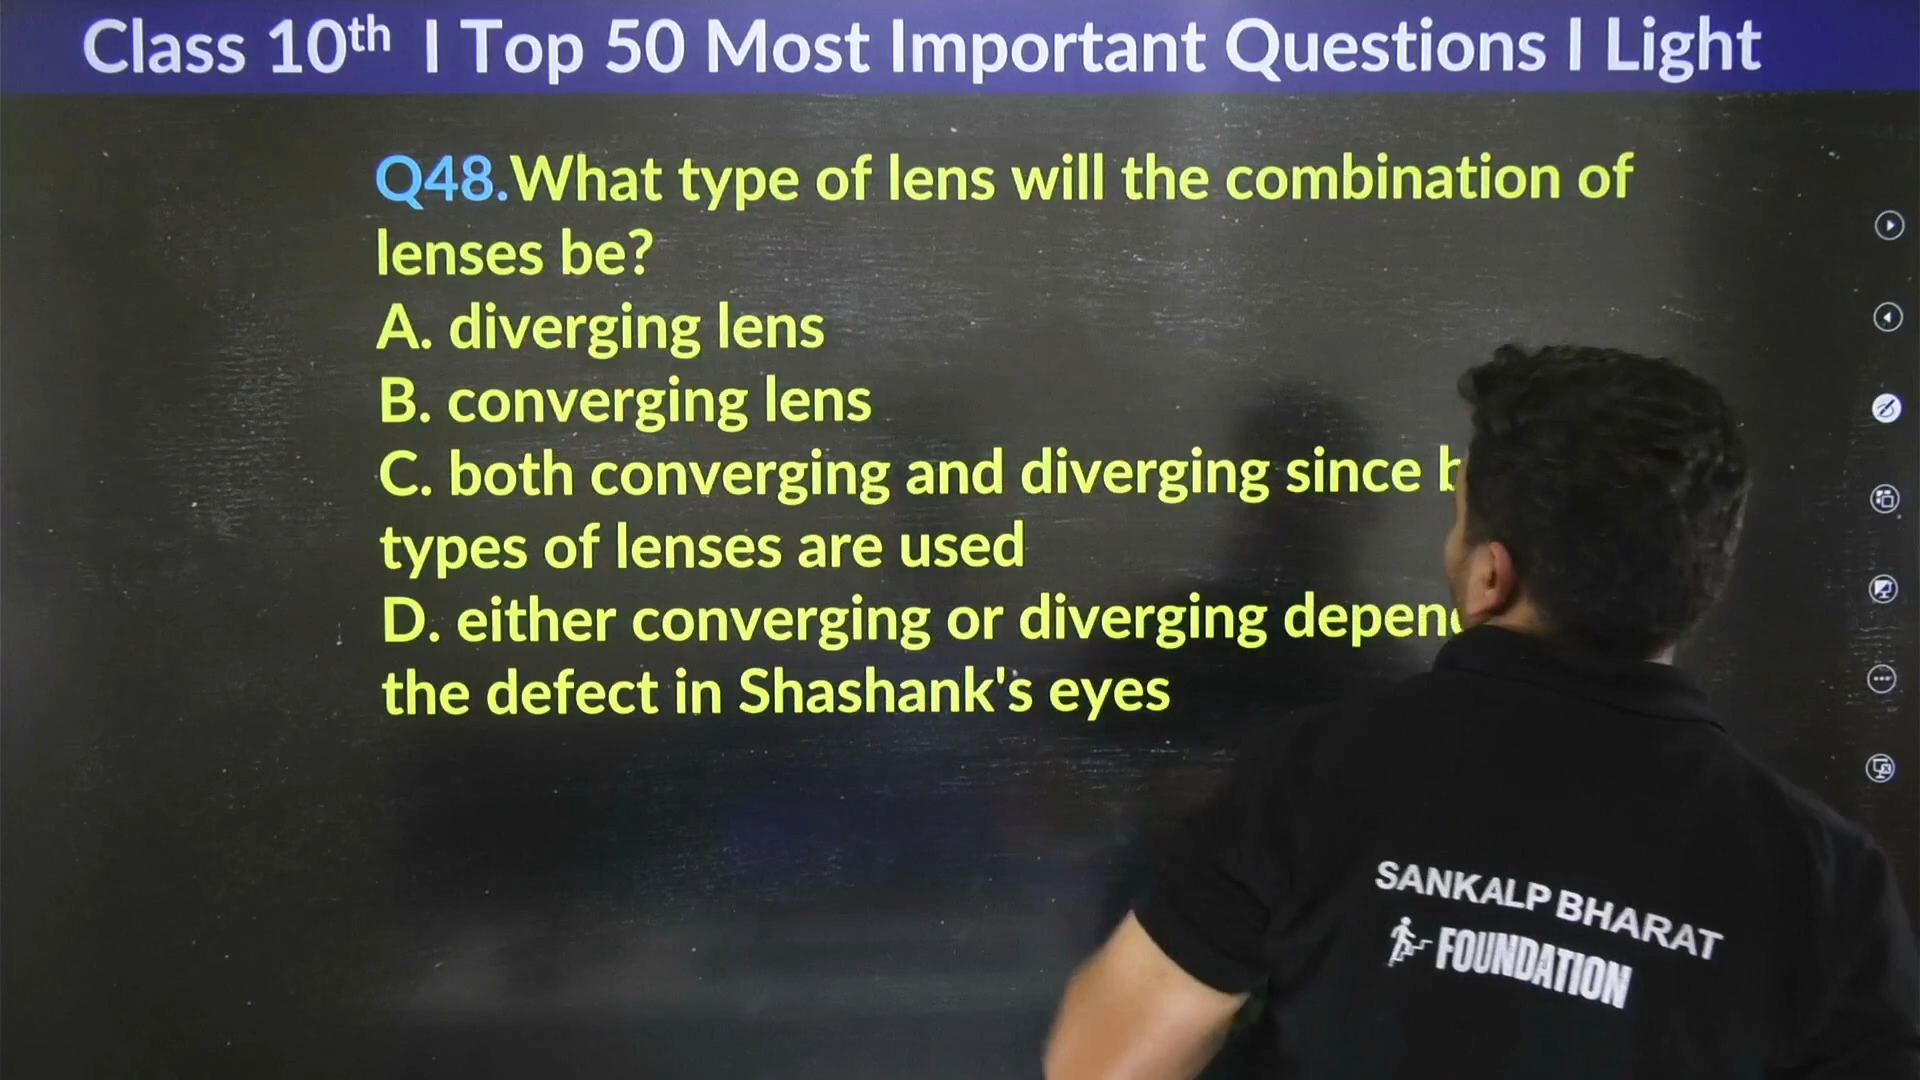 Class 10th I Top 50 Most Important Questions I Light
Q48.What type of lens will the combination of
lenses be?
A. diverging lens
B. converging lens
C. both converging and diverging since
types of lenses are used
D. either converging or diverging
the defect in Shashank's eyes
SANKALP BHARAT
FOUNDATION